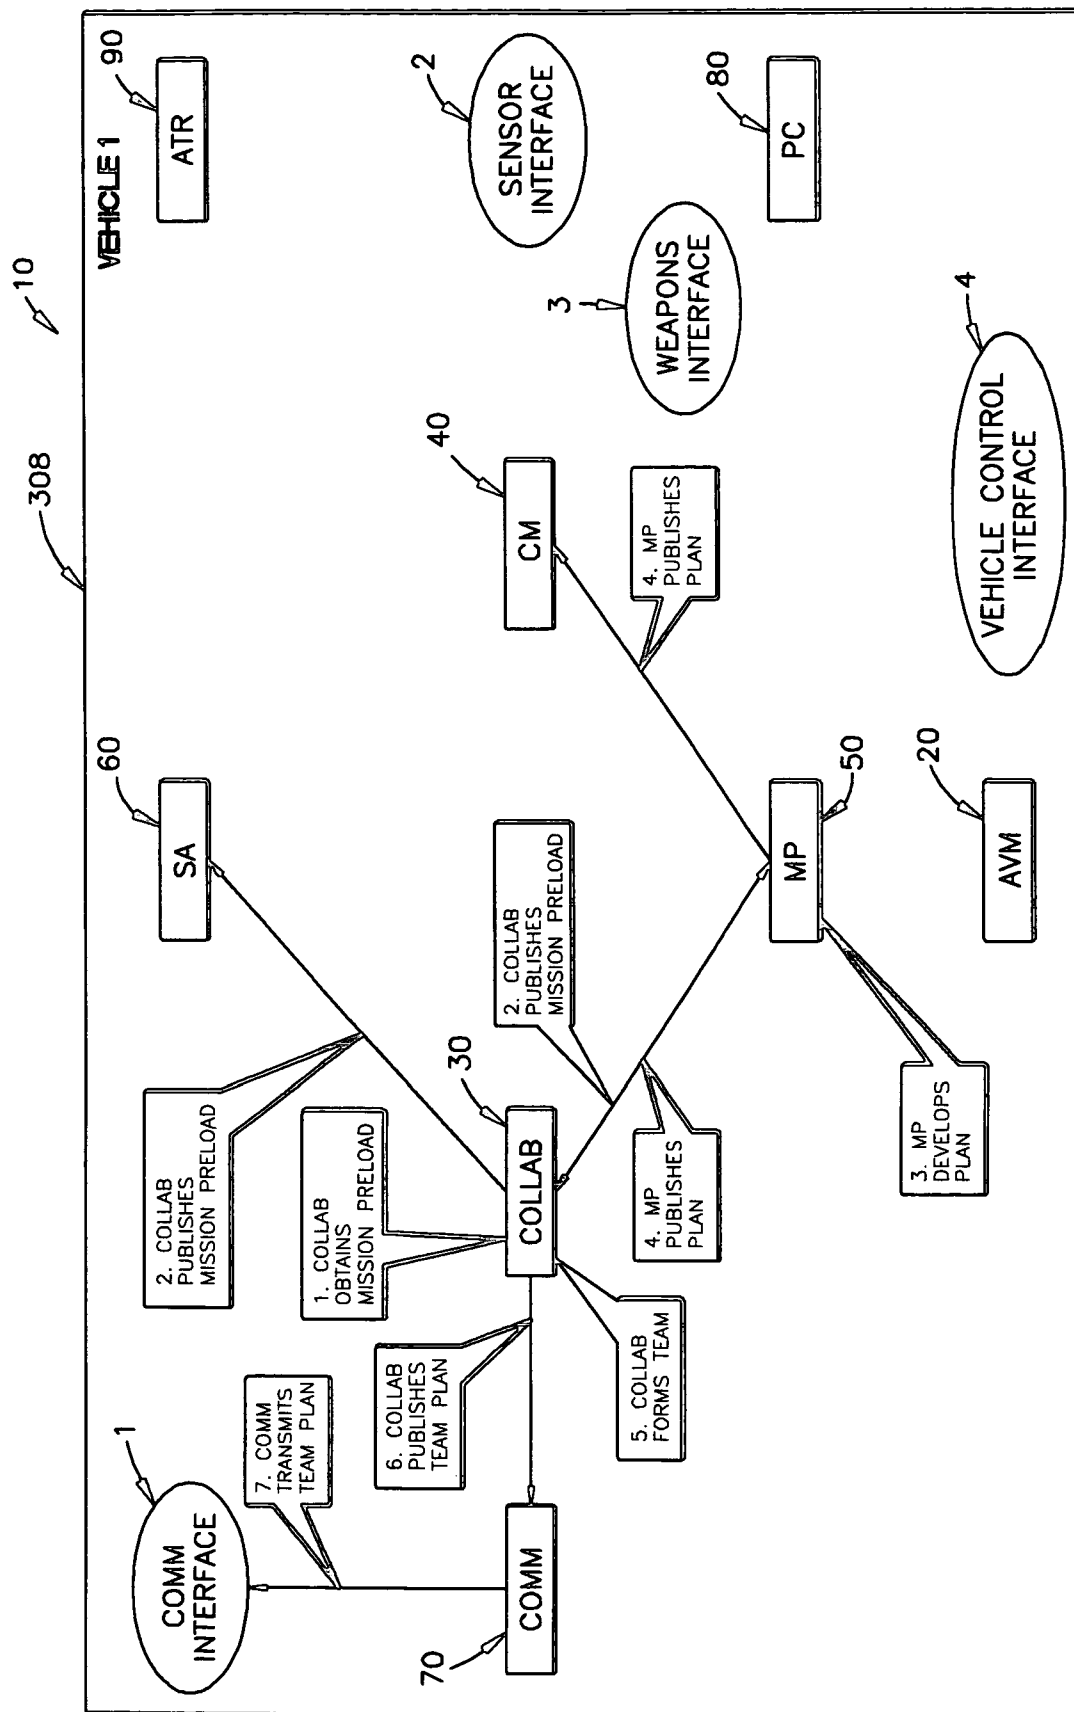 308
10
VEHICLE 1
1
COMM
INTERFACE
7. COMM
TRANSMITS
TEAM PLAN
2. COLLAB
PUBLISHES
MISSION PRELOAD
60
SA
90
ATR
1. COLLAB
OBTAINS
MISSION PRELOAD
6. COLLAB
PUBLISHES
TEAM PLAN
30
COLLAB
2. COLLAB
PUBLISHES
MISSION PRELOAD
40
CM
2
SENSOR
INTERFACE
3
WEAPONS
INTERFACE
70
COMM
5. COLLAB
FORMS TEAM
4. MP
PUBLISHES
PLAN
4. MP
PUBLISHES
PLAN
MP
50
80
PC
3. MP
DEVELOPS
PLAN
20
AVM
4
VEHICLE CONTROL
INTERFACE